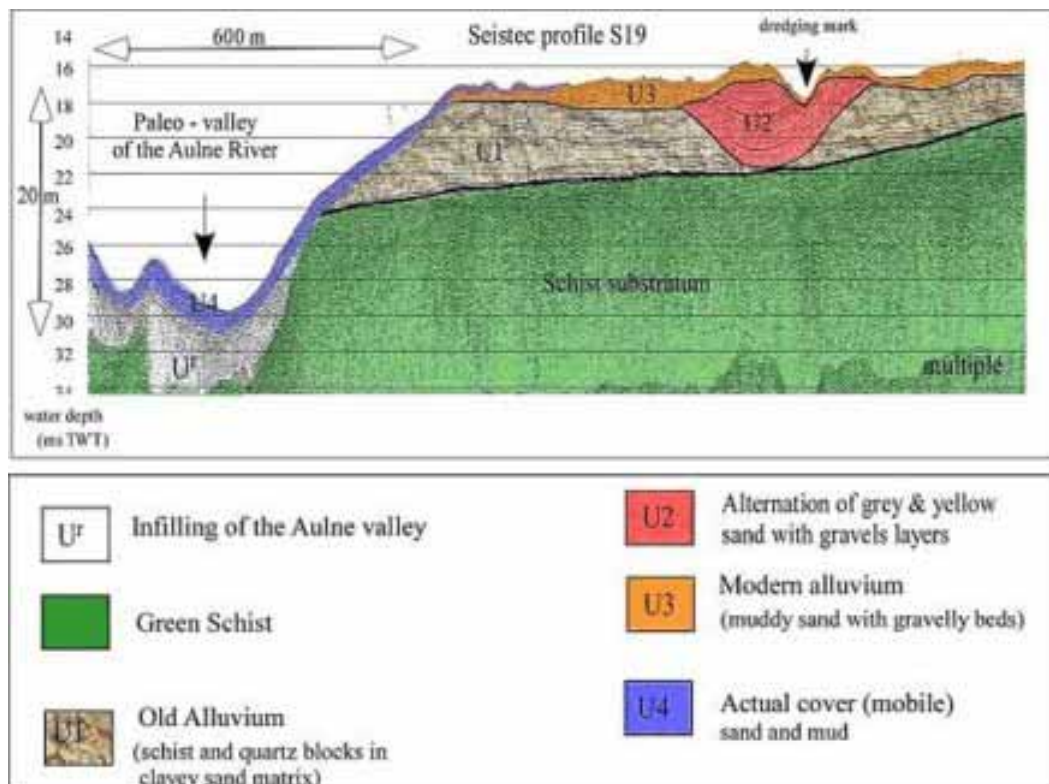 Seistec profile S19
600 m
dredging mark
14
16
18
20
22
24
26
28
30
32
20 m
Paleo - valley
of the Aulne River
U3
U2
U1
U4
Ur
Schist substratum
multiple
water depth
(ms TWT)
Ur Infilling of the Aulne valley
Green Schist
U1 Old Alluvium
(schist and quartz blocks in
clayey sand matrix)
U2 Alternation of grey & yellow
sand with gravels layers
U3 Modern alluvium
(muddy sand with gravelly beds)
U4 Actual cover (mobile)
sand and mud